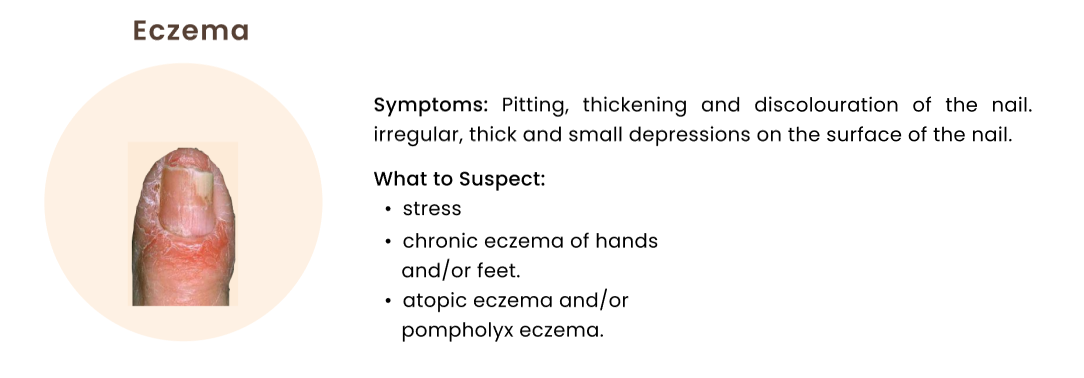 Eczema
Symptoms: Pitting, thickening and discolouration of the nail.
irregular, thick and small depressions on the surface of the nail.
What to Suspect:
• stress
• chronic eczema of hands
and/or feet.
• atopic eczema and/or
pompholyx eczema.